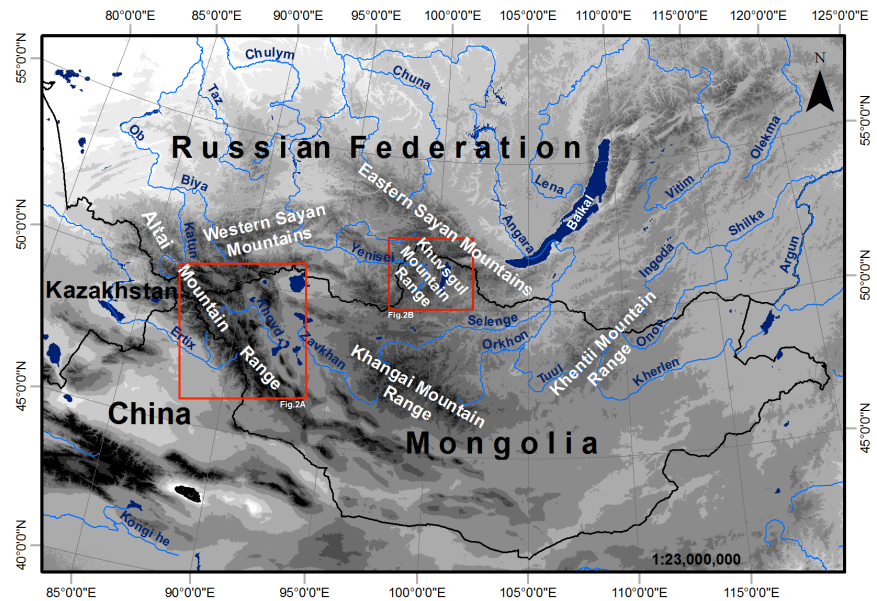 80°0'0"E
85°0'0"E
90°0'0"E
95°0'0"E
100°0'0"E
105°0'0"E
110°0'0"E
115°0'0"E
120°0'0"E
125°0'0"E
55°0'0"N
50°0'0"N
45°0'0"N
40°0'0"N
55°0'0"N
50°0'0"N
45°0'0"N
N
Chulym
Chuna
Taz
Ob
Olekma
Russian Federation
Biya
Lena
Vitim
Eastern Sayan Mountains
Western Sayan
Mountains
Altai
Katun
Angara
Baikal
Shilka
Argun
Yenisei
Ingoda
Khuvsgul
Mountain
Range
Fig.2B
Kazakhstan
Mountain
Range
Khovd
Ertix
Zavkhan
Fig.2A
Selenge
Orkhon
Tuul
Onon
Kherlen
Khentii Mountain
Range
Khangai Mountain
Range
China
Mongolia
Kongi he
1:23,000,000
85°0'0"E
90°0'0"E
95°0'0"E
100°0'0"E
105°0'0"E
110°0'0"E
115°0'0"E